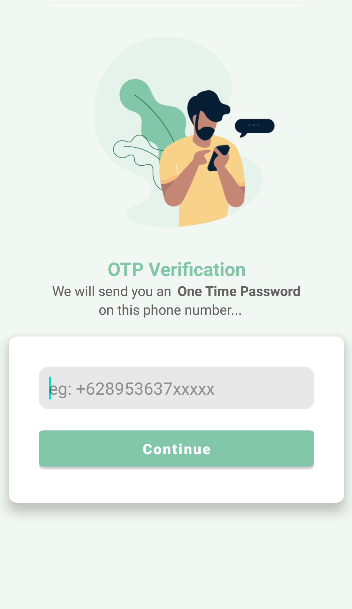 OTP Verification
We will send you an One Time Password
on this phone number...
eg: +628953637xxxxx
Continue